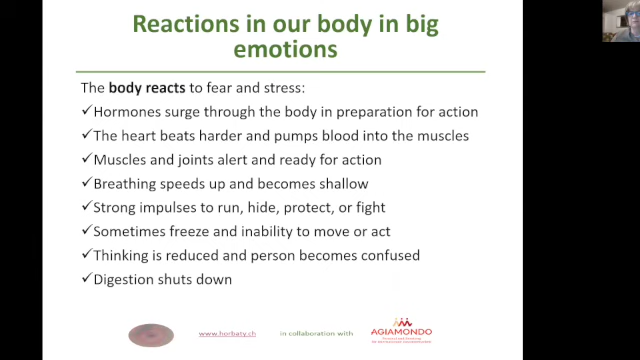 Reactions in our body in big
emotions
The body reacts to fear and stress:
✓Hormones surge through the body in preparation for action
✓The heart beats harder and pumps blood into the muscles
✓Muscles and joints alert and ready for action
✓Breathing speeds up and becomes shallow
✓Strong impulses to run, hide, protect, or fight
✓Sometimes freeze and inability to move or act
✓Thinking is reduced and person becomes confused
✓Digestion shuts down
www.horbaty.ch in collaboration with AGIAMONDO